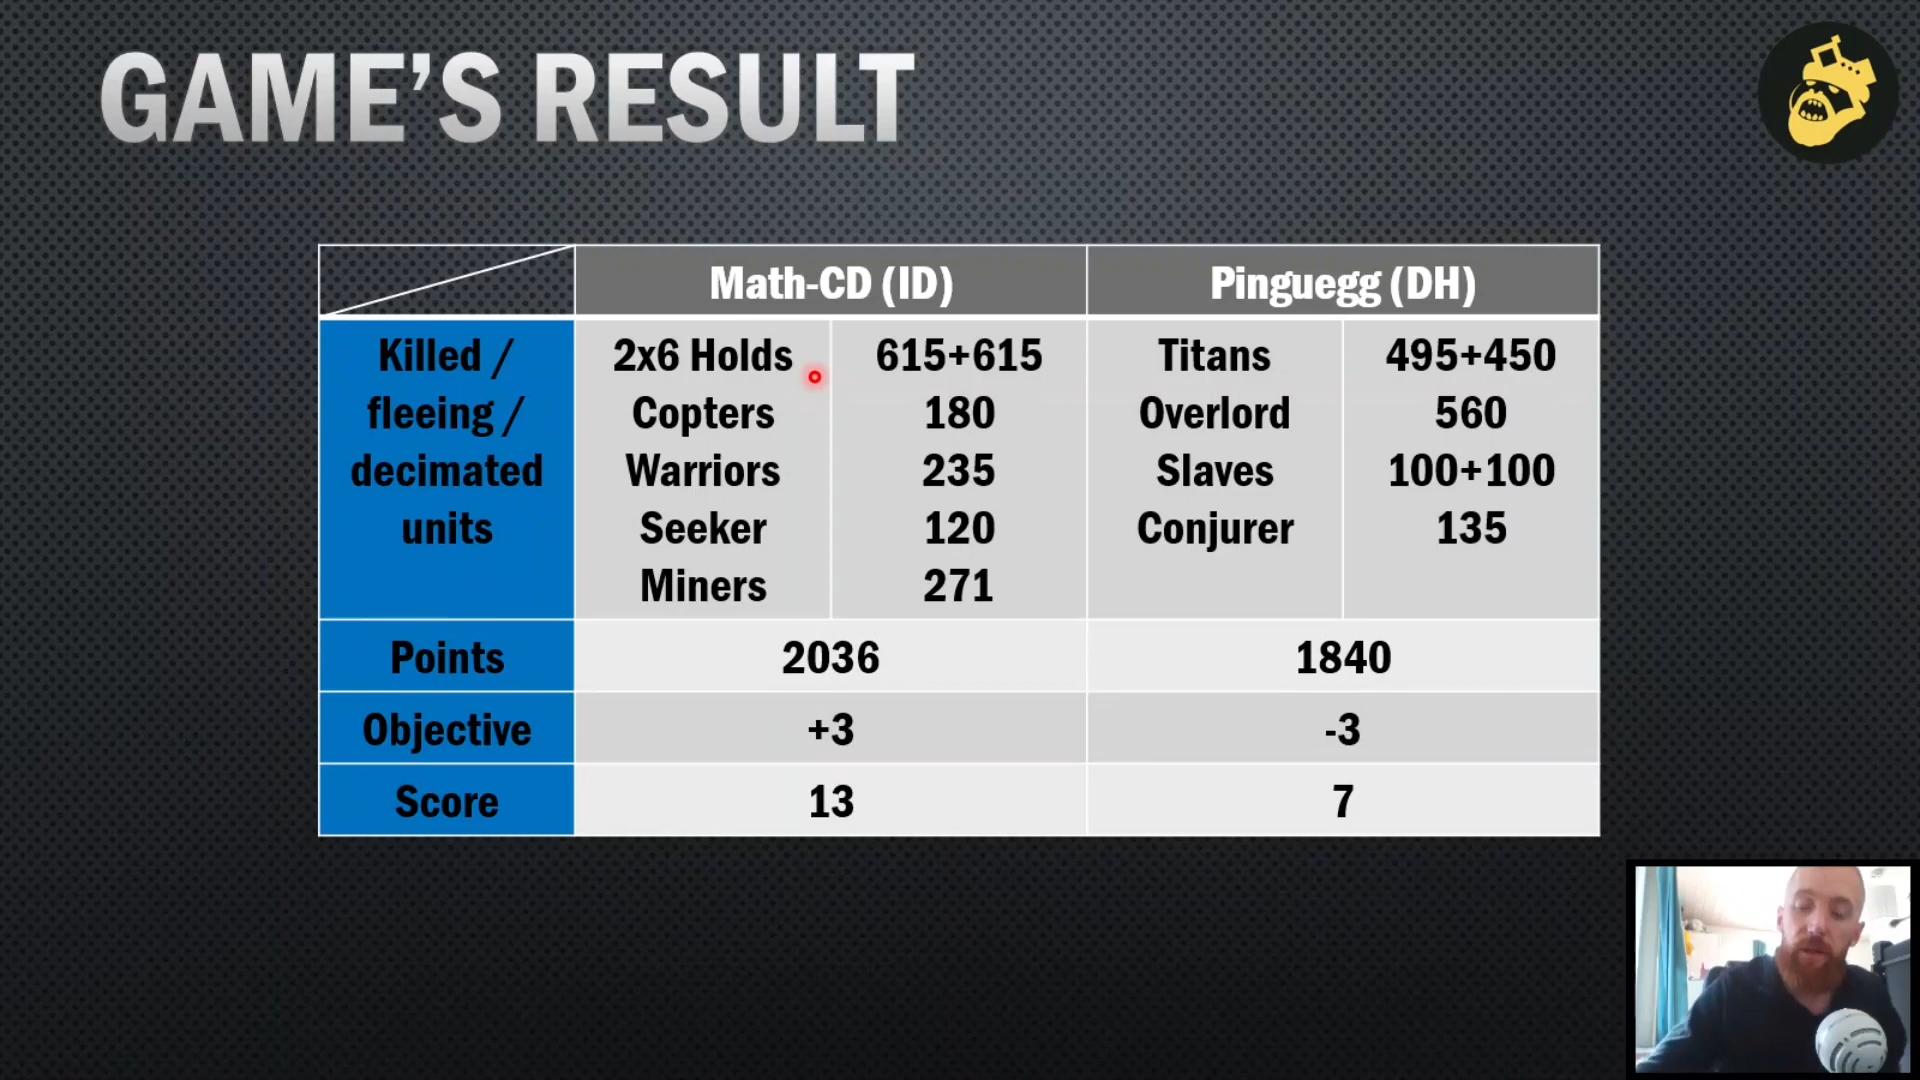 GAME'S RESULT
Math-CD (ID) Pinguegg (DH)
Killed / 2x6 Holds 615+615 Titans 495+450
fleeing / Copters 180 Overlord 560
decimated Warriors 235 Slaves 100+100
units Seeker 120 Conjurer 135
Miners 271
Points 2036 1840
Objective +3 -3
Score 13 7